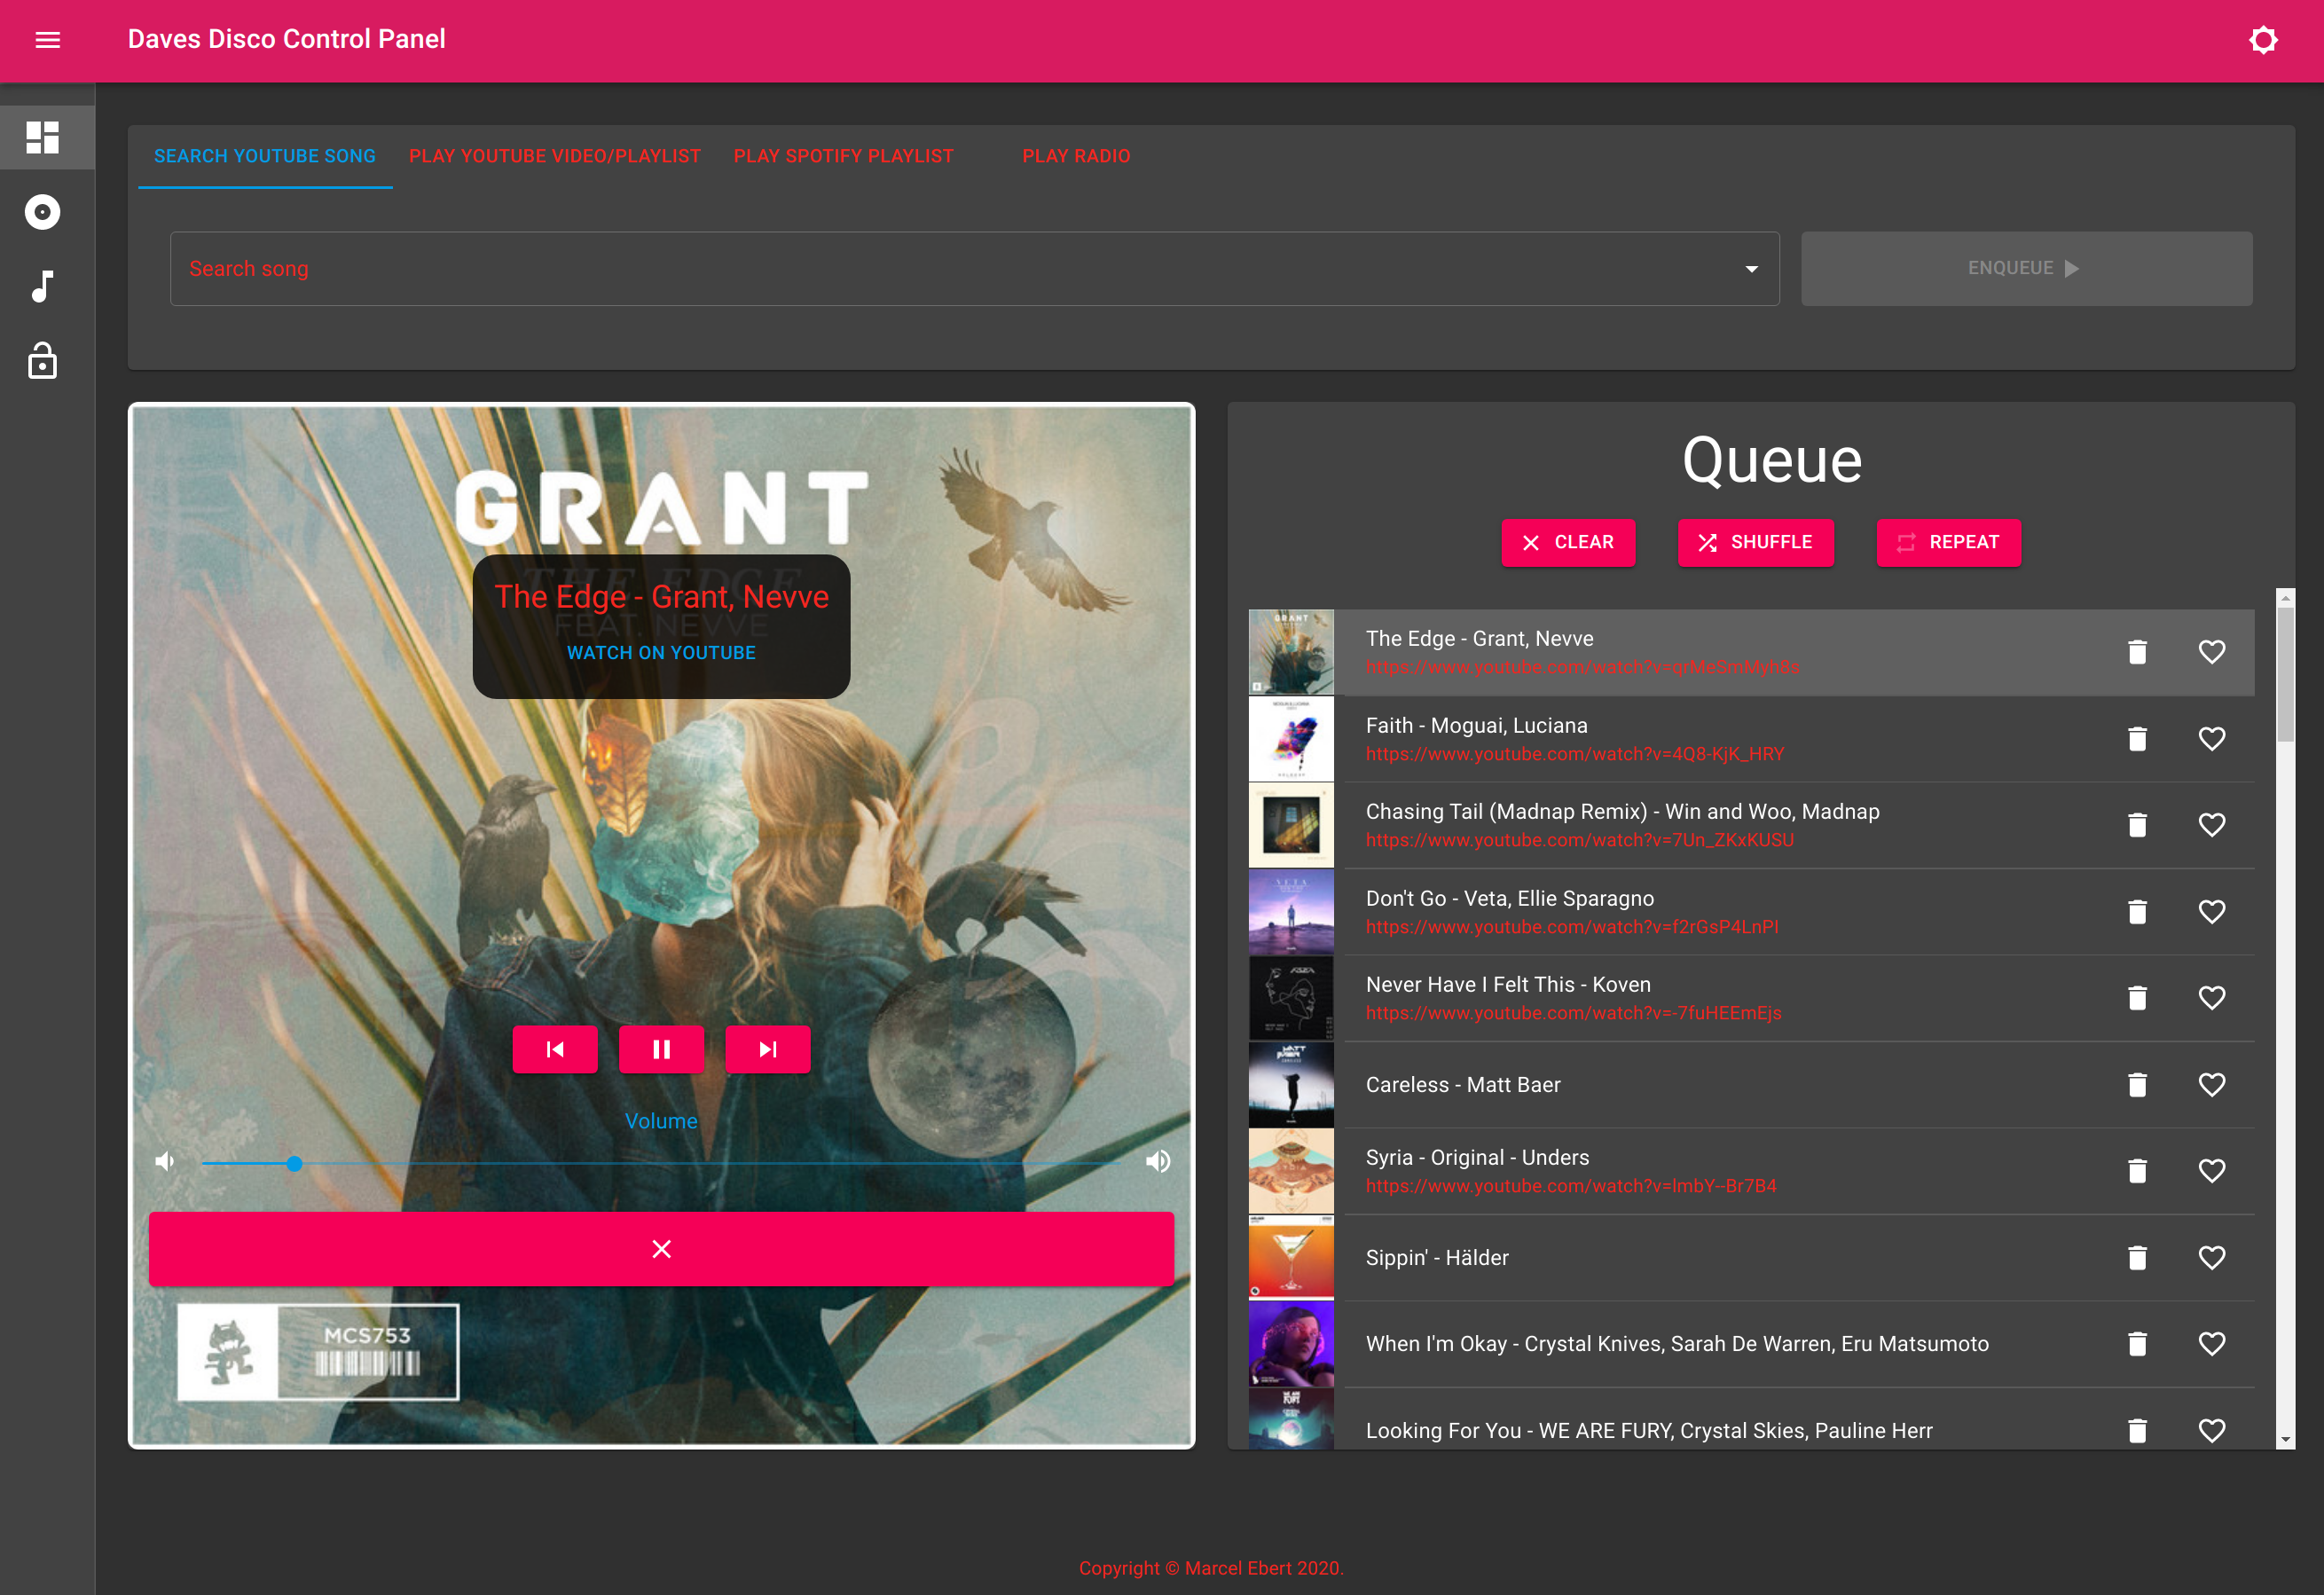 Daves Disco Control Panel
SEARCH YOUTUBE SONG PLAY YOUTUBE VIDEO/PLAYLIST PLAY SPOTIFY PLAYLIST PLAY RADIO
Search song
ENQUEUE
GRANT
THE EDGE
The Edge - Grant, Nevve
FEAT. NEVVE
WATCH ON YOUTUBE
Volume
MCS753
Queue
CLEAR SHUFFLE REPEAT
The Edge - Grant, Nevve
https://www.youtube.com/watch?v=qrMeSmMyh8s
Faith - Moguai, Luciana
https://www.youtube.com/watch?v=4Q8-KjK_HRY
Chasing Tail (Madnap Remix) - Win and Woo, Madnap
https://www.youtube.com/watch?v=7Un_ZKxKUSU
Don't Go - Veta, Ellie Sparagno
https://www.youtube.com/watch?v=f2rGsP4LnPI
Never Have I Felt This - Koven
https://www.youtube.com/watch?v=-7fuHEEmEjs
Careless - Matt Baer
Syria - Original - Unders
https://www.youtube.com/watch?v=lmbY--Br7B4
Sippin' - Hälder
When I'm Okay - Crystal Knives, Sarah De Warren, Eru Matsumoto
Looking For You - WE ARE FURY, Crystal Skies, Pauline Herr
Copyright © Marcel Ebert 2020.